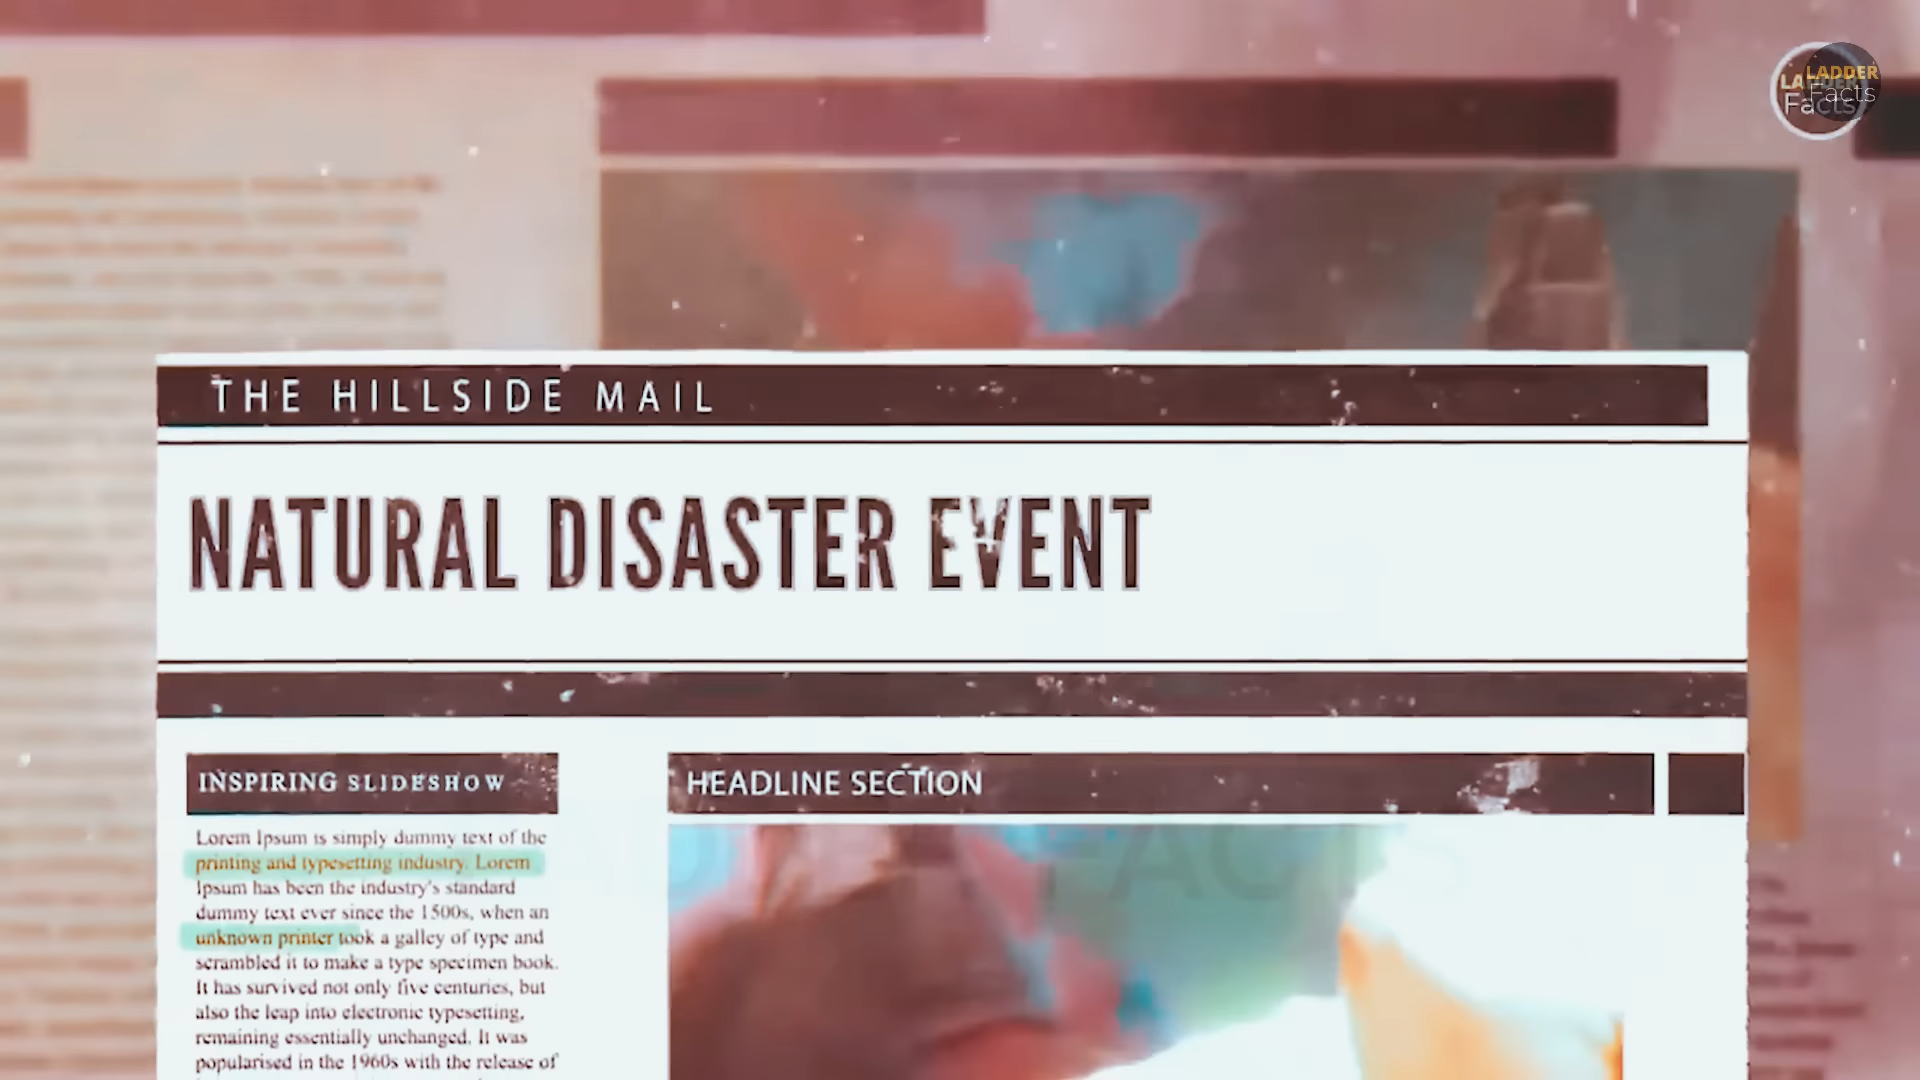 LADDER
Facts
THE HILLSIDE MAIL
NATURAL DISASTER EVENT
INSPIRING SLIDESHOW
HEADLINE SECTION
Lorem Ipsum is simply dummy text of the
printing and typesetting industry. Lorem
Ipsum has been the industry's standard
dummy text ever since the 1500s, when an
unknown printer took a galley of type and
scrambled it to make a type specimen book.
It has survived not only five centuries, but
also the leap into electronic typesetting,
remaining essentially unchanged. It was
popularised in the 1960s with the release of